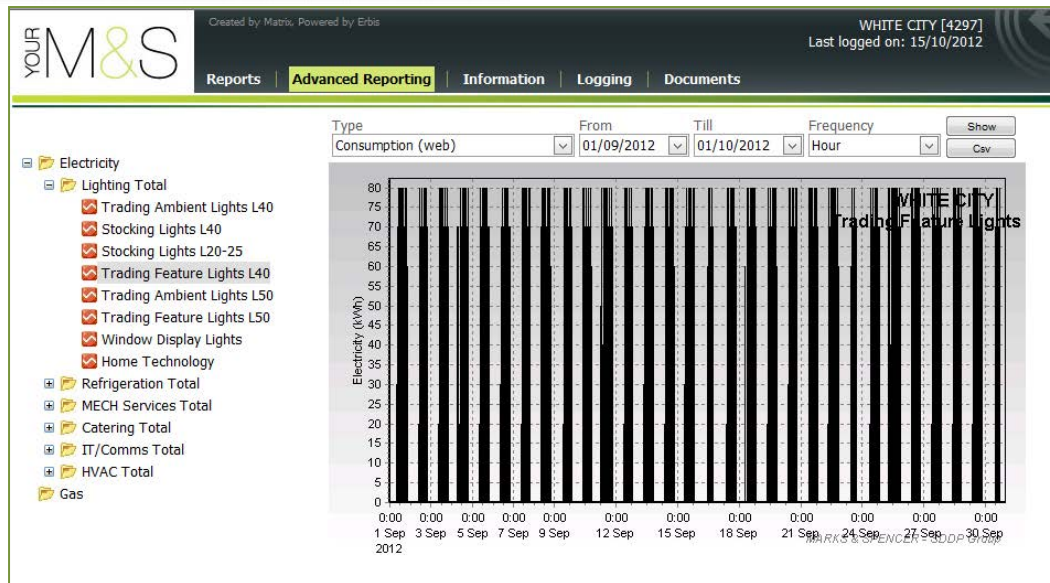 YOUR
M&S
Created by Matrix, Powered by Erbis
WHITE CITY [4297]
Last logged on: 15/10/2012
Reports
Advanced Reporting
Information
Logging
Documents
Type
From
Till
Frequency
Consumption (web)
01/09/2012
01/10/2012
Hour
Show
Csv
Electricity
Lighting Total
Trading Ambient Lights L40
Stocking Lights L40
Stocking Lights L20-25
Trading Feature Lights L40
Trading Ambient Lights L50
Trading Feature Lights L50
Window Display Lights
Home Technology
Refrigeration Total
MECH Services Total
Catering Total
IT/Comms Total
HVAC Total
Gas
WHITE CITY
Trading Feature Lights
Electricity (kWh)
80
75
70
65
60
55
50
45
40
35
30
25
20
15
10
5
0
0:00 0:00 0:00 0:00 0:00 0:00 0:00 0:00 0:00 0:00 0:00 0:00
1 Sep 3 Sep 5 Sep 7 Sep 9 Sep 12 Sep 15 Sep 18 Sep 21 Sep 24 Sep 27 Sep 30 Sep
2012
MARKS & SPENCER - SDDP Group